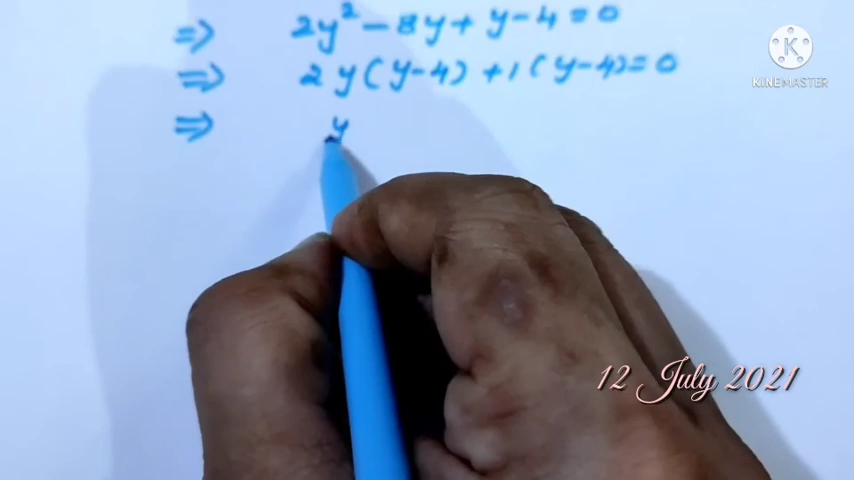 ⇒ 2y² - 8y + y - 4 = 0
⇒ 2y(y-4) + 1(y-4) = 0
⇒ y
KINEMASTER
12 July 2021